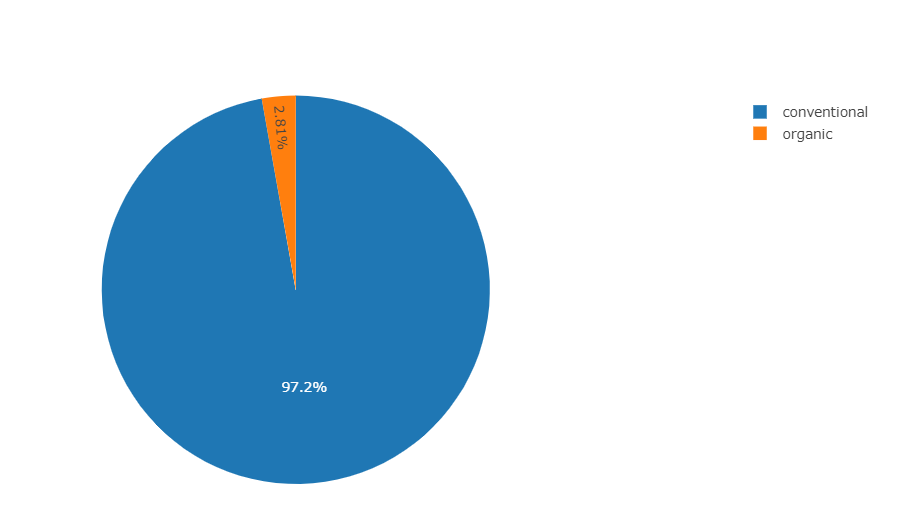 conventional
organic
2.81%
97.2%